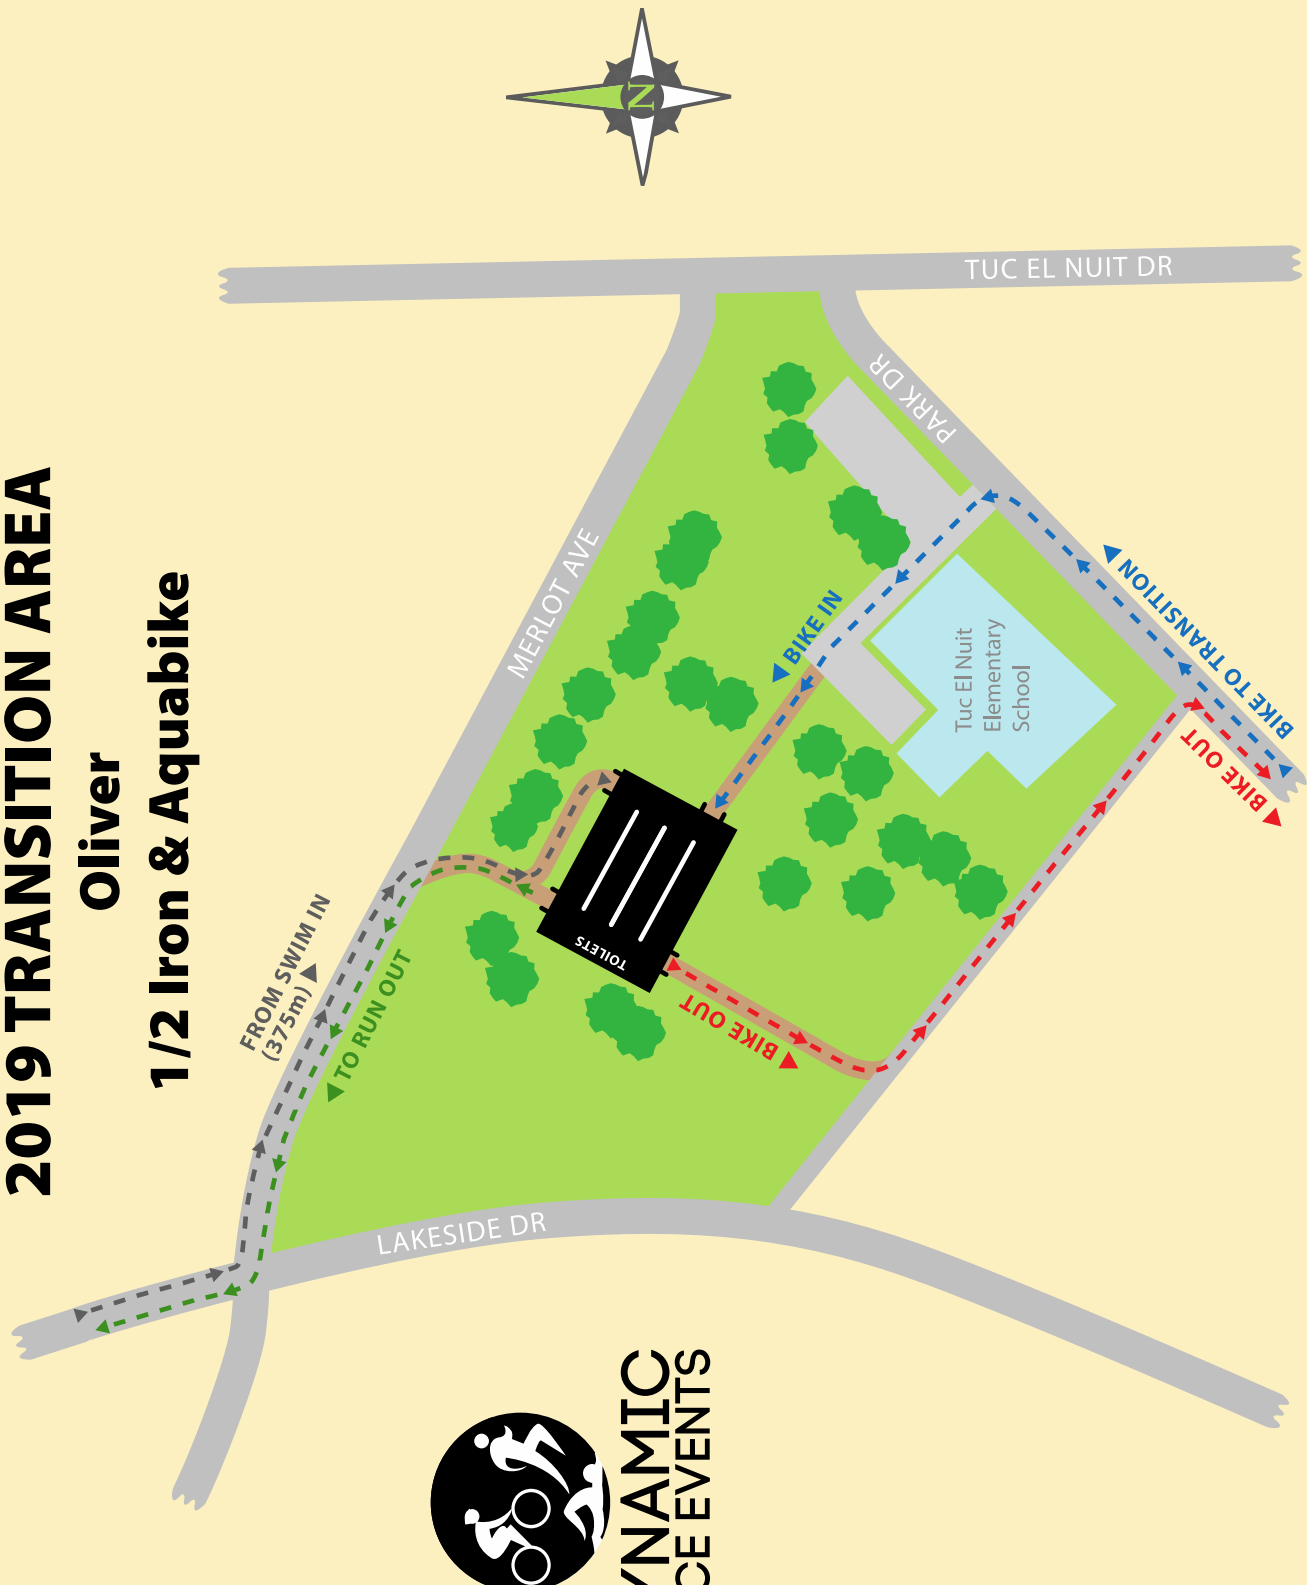 2019 TRANSITION AREA
Oliver
1/2 Iron & Aquabike
N
TUC EL NUIT DR
PARK DR
MERLOT AVE
BIKE IN
BIKE TO TRANSITION
Tuc El Nuit
Elementary
School
BIKE OUT
FROM SWIM IN
(375m)
TO RUN OUT
TOILETS
BIKE OUT
LAKESIDE DR
YNAMIC
CE EVENTS